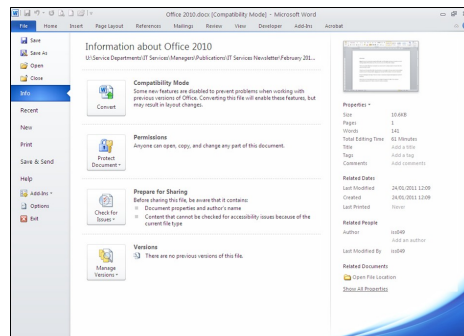 Office 2010.docx [Compatibility Mode] - Microsoft Word
File Home Insert Page Layout References Mailings Review View Developer Add-Ins Acrobat
Save
Save As
Open
Close
Info
Recent
New
Print
Save & Send
Help
Add-Ins
Options
Exit
Information about Office 2010
U:\Service Departments\IT Services\Managers\Publications\IT Services Newsletter\February 201...
Convert
Compatibility Mode
Some new features are disabled to prevent problems when working with
previous versions of Office. Converting this file will enable these features, but
may result in layout changes.
Protect
Document
Permissions
Anyone can open, copy, and change any part of this document.
Check for
Issues
Prepare for Sharing
Before sharing this file, be aware that it contains:
Document properties and author's name
Content that cannot be checked for accessibility issues because of the
current file type
Manage
Versions
Versions
There are no previous versions of this file.
Properties
Size 10.6KB
Pages 1
Words 141
Total Editing Time 61 Minutes
Title Add a title
Tags Add a tag
Comments Add comments
Related Dates
Last Modified 24/01/2011 12:09
Created 24/01/2011 12:09
Last Printed Never
Related People
Author iss049
Add an author
Last Modified By iss049
Related Documents
Open File Location
Show All Properties